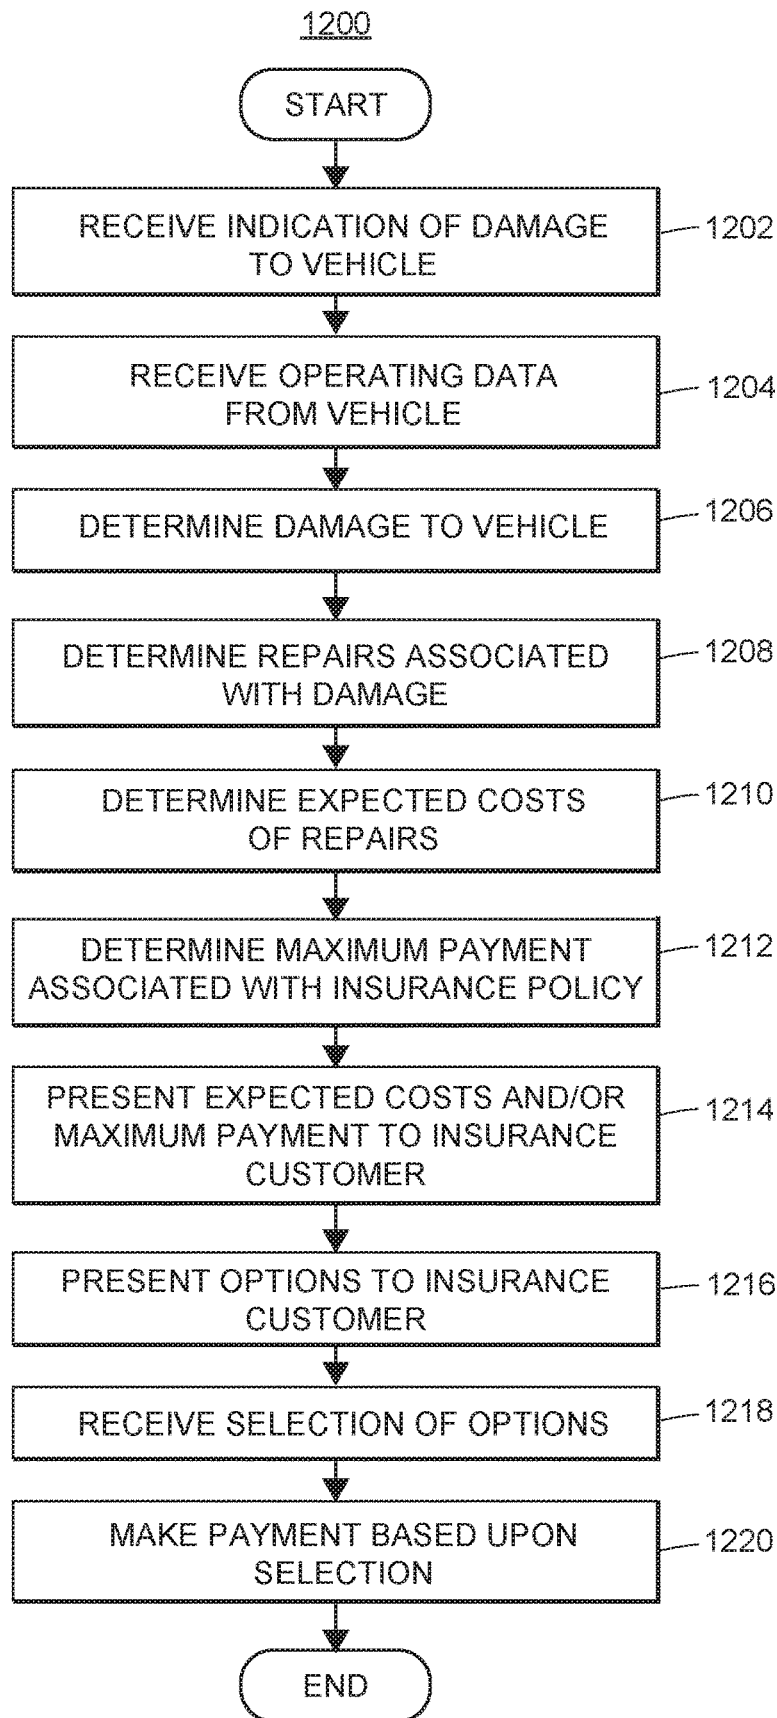 1200
START
RECEIVE INDICATION OF DAMAGE
TO VEHICLE
1202
RECEIVE OPERATING DATA
FROM VEHICLE
1204
DETERMINE DAMAGE TO VEHICLE
1206
DETERMINE REPAIRS ASSOCIATED
WITH DAMAGE
1208
DETERMINE EXPECTED COSTS
OF REPAIRS
1210
DETERMINE MAXIMUM PAYMENT
ASSOCIATED WITH INSURANCE POLICY
1212
PRESENT EXPECTED COSTS AND/OR
MAXIMUM PAYMENT TO INSURANCE
CUSTOMER
1214
PRESENT OPTIONS TO INSURANCE
CUSTOMER
1216
RECEIVE SELECTION OF OPTIONS
1218
MAKE PAYMENT BASED UPON
SELECTION
1220
END